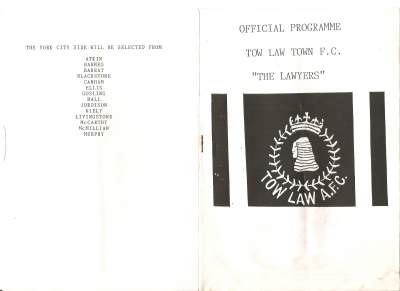 THE YORK CITY SIDE WILL BE SELECTED FROM
ATKIN
BARNES
BARRAT
BLACKSTONE
CANHAM
ELLIS
GOSLING
HALL
JORDISON
KIELY
LIVINGSTONE
McCARTHY
McMILLIAN
MURPHY
OFFICIAL PROGRAMME
TOW LAW TOWN F.C.
"THE LAWYERS"
TOW LAW A.F.C.